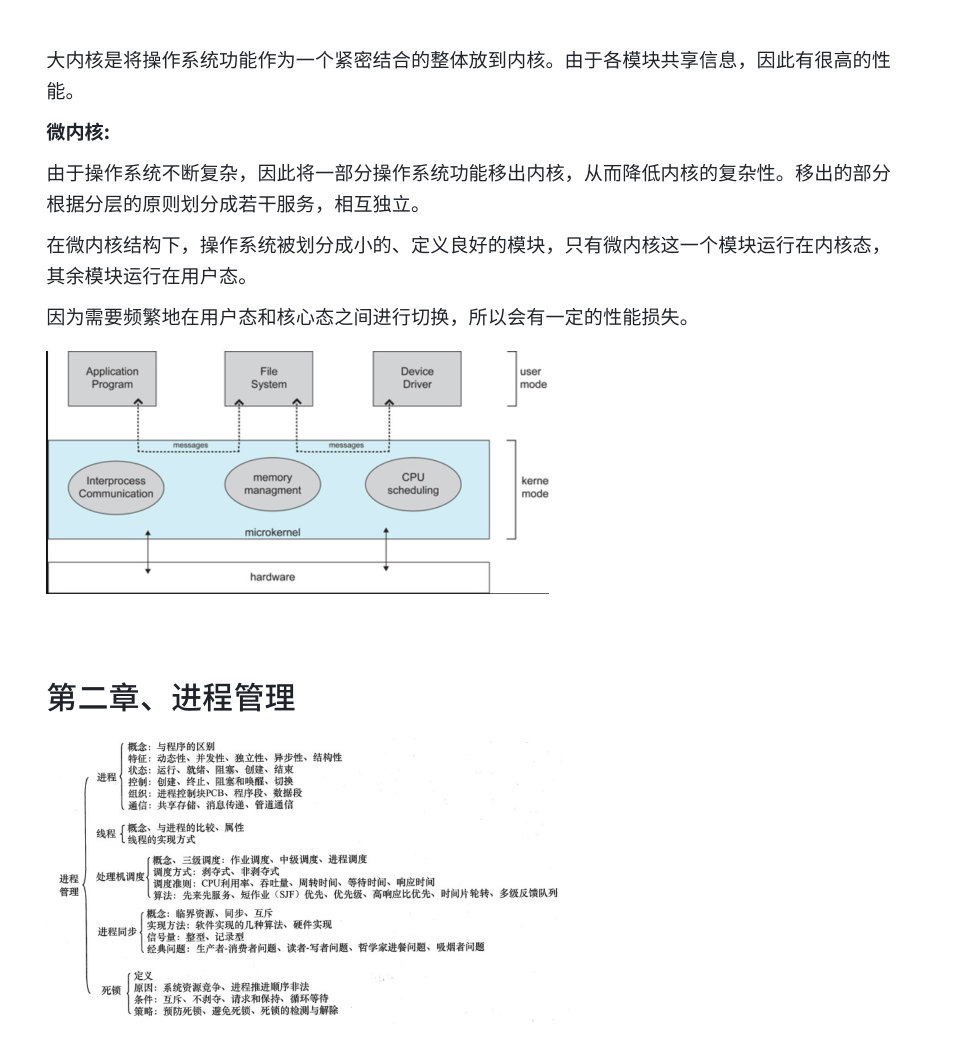 大内核是将操作系统功能作为一个紧密结合的整体放到内核。由于各模块共享信息，因此有很高的性
能。
微内核:
由于操作系统不断复杂，因此将一部分操作系统功能移出内核，从而降低内核的复杂性。移出的部分
根据分层的原则划分成若干服务，相互独立。
在微内核结构下，操作系统被划分成小的、定义良好的模块，只有微内核这一个模块运行在内核态，
其余模块运行在用户态。
因为需要频繁地在用户态和核心态之间进行切换，所以会有一定的性能损失。
Application
Program
File
System
Device
Driver
user
mode
messages
messages
Interprocess
Communication
memory
managment
CPU
scheduling
kerne
mode
microkernel
hardware
第二章、进程管理
进程
管理
进程
概念：与程序的区别
特征：动态性、并发性、独立性、异步性、结构性
状态：运行、就绪、阻塞、创建、结束
控制：创建、终止、阻塞和唤醒、切换
组织：进程控制块PCB、程序段、数据段
通信：共享存储、消息传递、管道通信
线程
概念、与进程的比较、属性
线程的实现方式
处理机调度
概念、三级调度：作业调度、中级调度、进程调度
调度方式：剥夺式、非剥夺式
调度准则：CPU利用率、吞吐量、周转时间、等待时间、响应时间
算法：先来先服务、短作业（SJF）优先、优先级、高响应比优先、时间片轮转、多级反馈队列
进程同步
概念：临界资源、同步、互斥
实现方法：软件实现的几种算法、硬件实现
信号量：整型、记录型
经典问题：生产者-消费者问题、读者-写者问题、哲学家进餐问题、吸烟者问题
死锁
定义
原因：系统资源竞争、进程推进顺序非法
条件：互斥、不剥夺、请求和保持、循环等待
策略：预防死锁、避免死锁、死锁的检测与解除